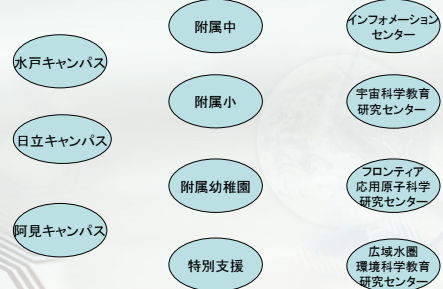 水戸キャンパス
日立キャンパス
阿見キャンパス
附属中
附属小
附属幼稚園
特別支援
インフォメーション
センター
宇宙科学教育
研究センター
フロンティア
応用原子科学
研究センター
広域水圏
環境科学教育
研究センター